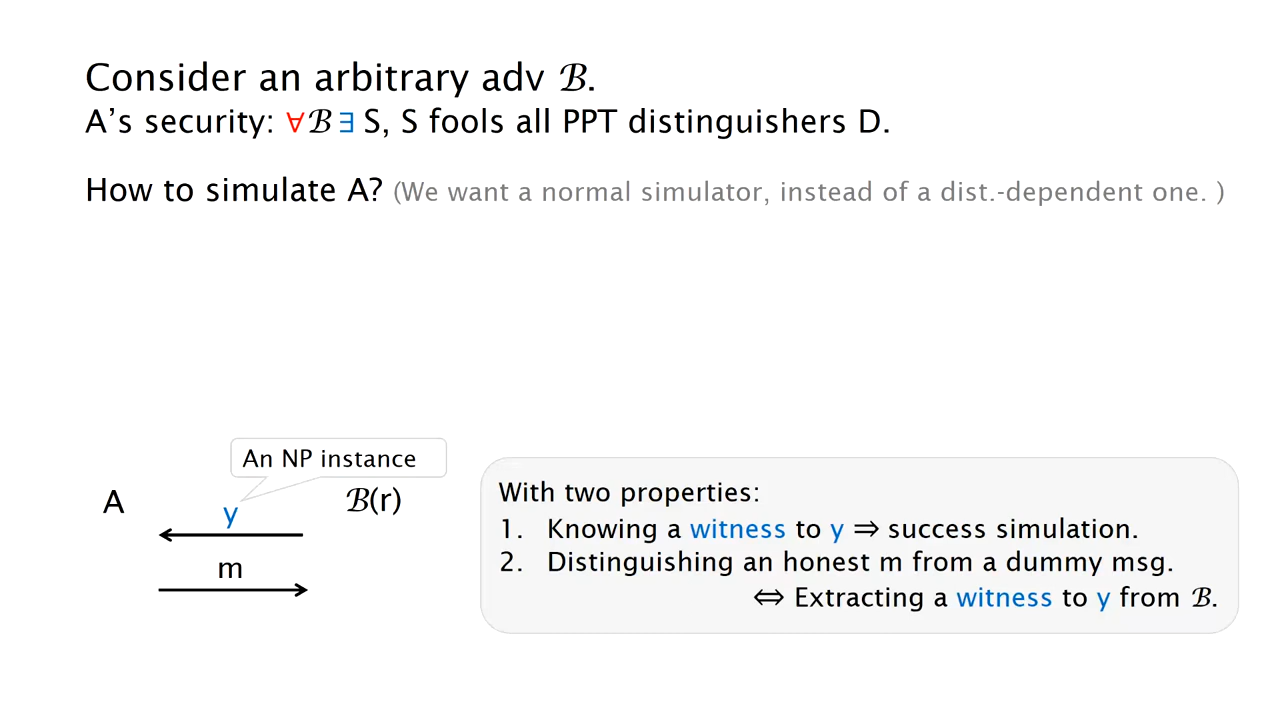 Consider an arbitrary adv ℬ.
A’s security: ∀ℬ ∃ S, S fools all PPT distinguishers D.
How to simulate A? (We want a normal simulator, instead of a dist.-dependent one. )
An NP instance
A
ℬ(r)
y
m
With two properties:
1. Knowing a witness to y ⇒ success simulation.
2. Distinguishing an honest m from a dummy msg.
⇔ Extracting a witness to y from ℬ.